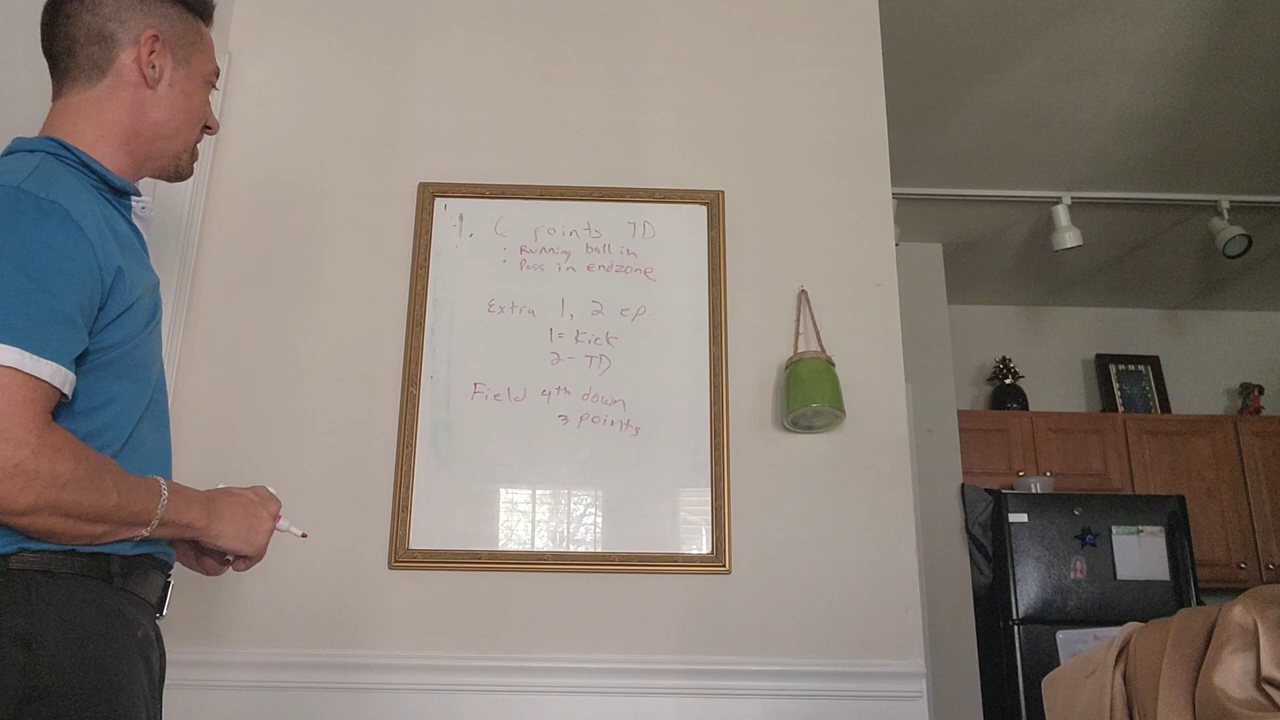 1. 6 points TD
· Running ball in
· Pass in endzone
Extra 1, 2 ep.
1= Kick
2- TD
Field 4th down
3 points